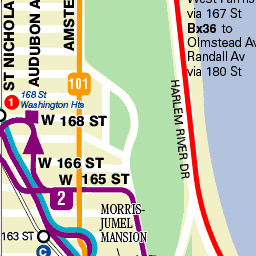 West Farms
via 167 St
Bx36 to
Olmstead Av
Randall Av
via 180 St
ST NICHOLA
AUDUBON A
AMSTE
101
1
168 St
Washington Hts
W 168 ST
HARLEM RIVER DR
W 166 ST
W 165 ST
2
MORRIS-
JUMEL
MANSION
163 ST
C